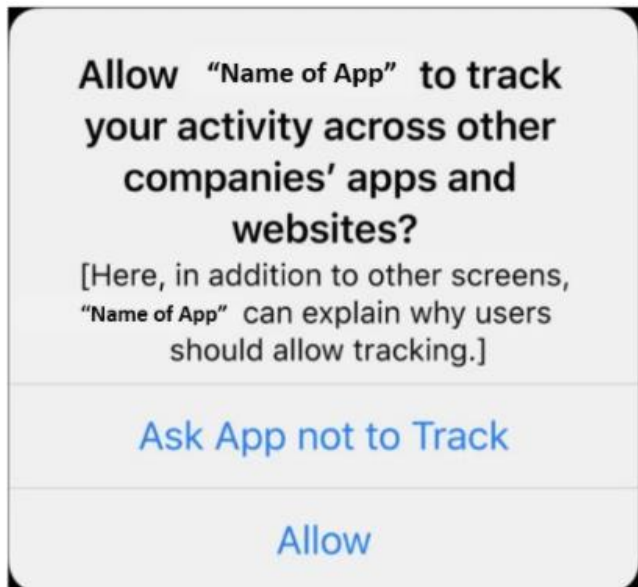 Allow “Name of App” to track
your activity across other
companies’ apps and
websites?
[Here, in addition to other screens,
“Name of App” can explain why users
should allow tracking.]
Ask App not to Track
Allow